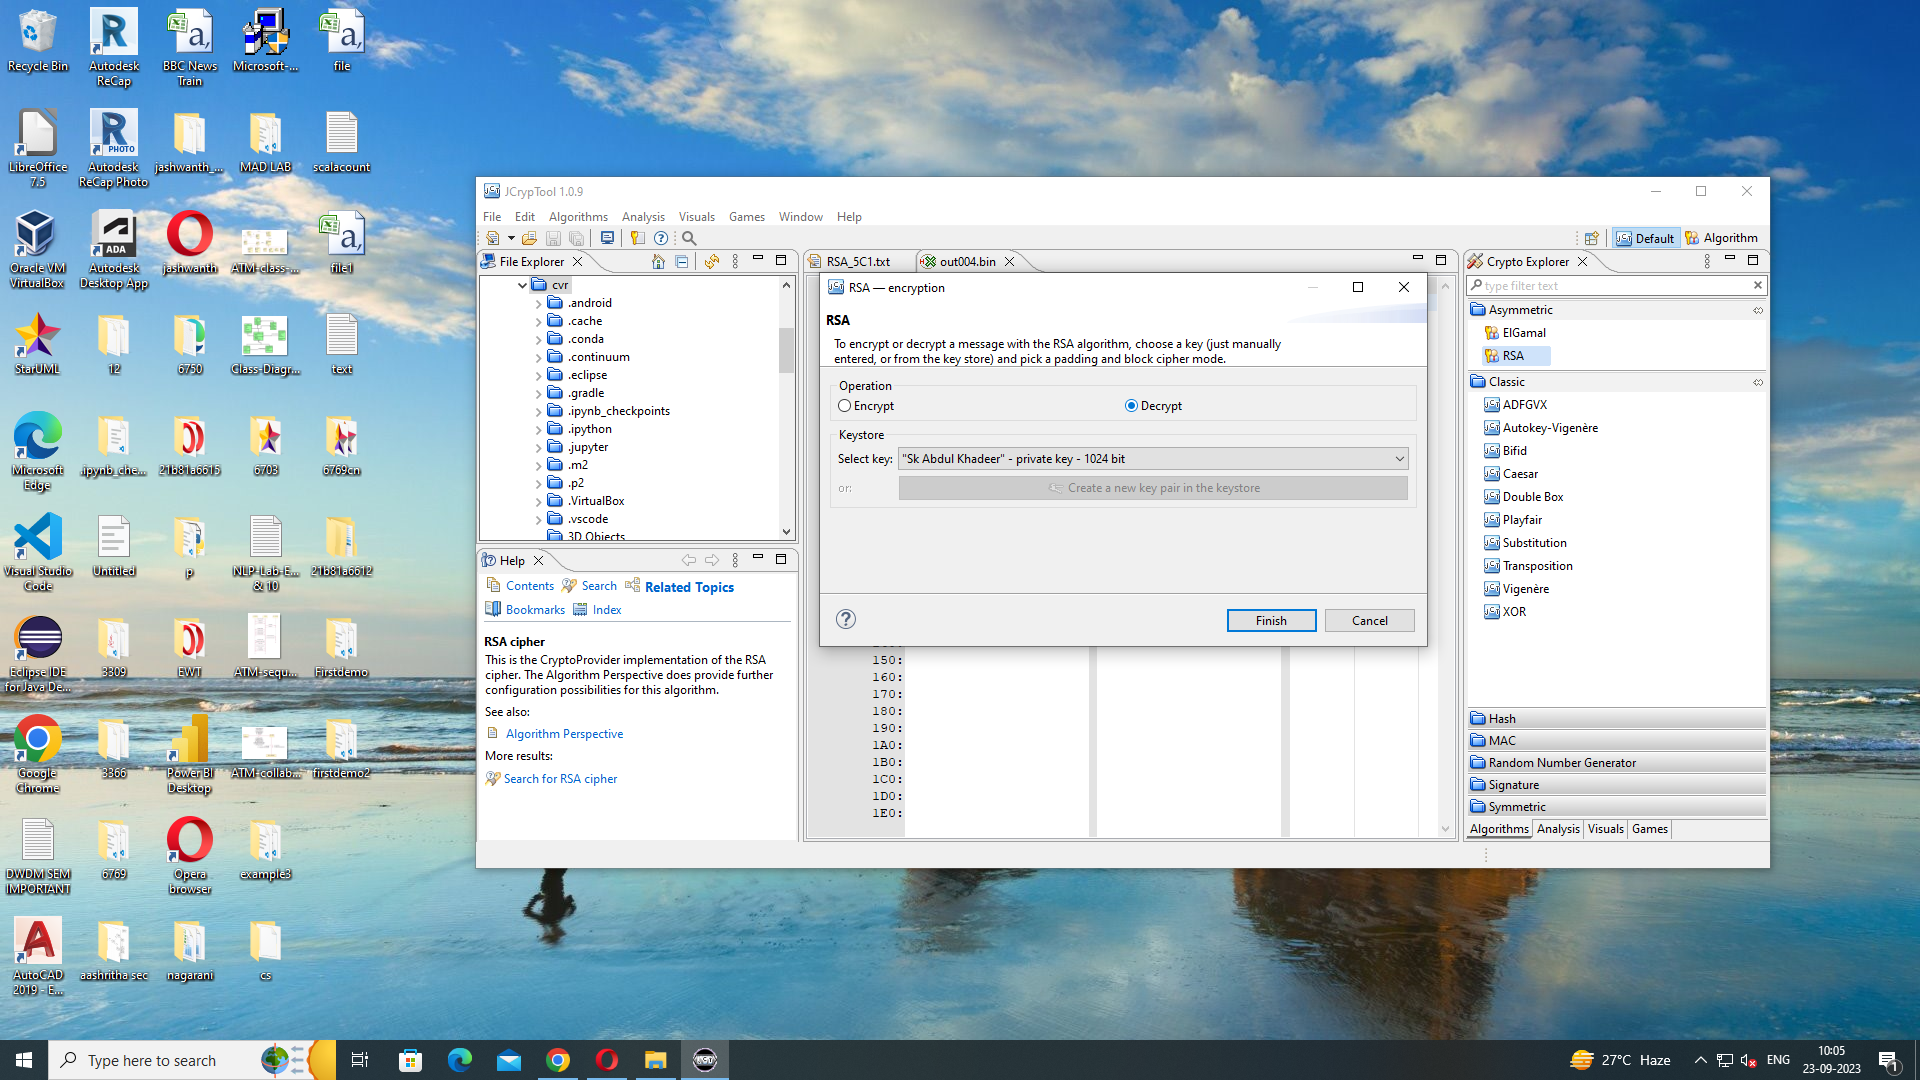 Recycle Bin
Autodesk
ReCap
BBC News
Train
Microsoft-...
file
LibreOffice
7.5
Autodesk
ReCap Photo
jashwanth_...
MAD LAB
scalacount
Oracle VM
VirtualBox
Autodesk
Desktop App
jashwanth
ATM-class-...
file1
StarUML
12
6750
Class-Diagr...
text
Microsoft
Edge
.ipynb_che...
21b81a6615
6703
6769cn
Visual Studio
Code
Untitled
p
NLP-Lab-E...
& 10
21b81a6612
Eclipse IDE
for Java De...
3309
EWT
ATM-sequ...
Firstdemo
Google
Chrome
3366
Power BI
Desktop
ATM-collab...
firstdemo2
DWDM SEM
IMPORTANT
6769
Opera
browser
example3
AutoCAD
2019 - E...
aashritha sec
nagarani
cs
JCrypTool 1.0.9
File Edit Algorithms Analysis Visuals Games Window Help
Default
Algorithm
File Explorer
cvr
.android
.cache
.conda
.continuum
.eclipse
.gradle
.ipynb_checkpoints
.ipython
.jupyter
.m2
.p2
.VirtualBox
.vscode
3D Objects
Help
Contents Search Related Topics
Bookmarks Index
RSA cipher
This is the CryptoProvider implementation of the RSA
cipher. The Algorithm Perspective does provide further
configuration possibilities for this algorithm.
See also:
Algorithm Perspective
More results:
Search for RSA cipher
RSA_5C1.txt
out004.bin
RSA — encryption
RSA
To encrypt or decrypt a message with the RSA algorithm, choose a key (just manually
entered, or from the key store) and pick a padding and block cipher mode.
Operation
Encrypt
Decrypt
Keystore
Select key: "Sk Abdul Khadeer" - private key - 1024 bit
or: Create a new key pair in the keystore
Finish
Cancel
150:
160:
170:
180:
190:
1A0:
1B0:
1C0:
1D0:
1E0:
Crypto Explorer
type filter text
Asymmetric
ElGamal
RSA
Classic
ADFGVX
Autokey-Vigenère
Bifid
Caesar
Double Box
Playfair
Substitution
Transposition
Vigenère
XOR
Hash
MAC
Random Number Generator
Signature
Symmetric
Algorithms Analysis Visuals Games
Type here to search
27°C Haze
ENG
10:05
23-09-2023
1